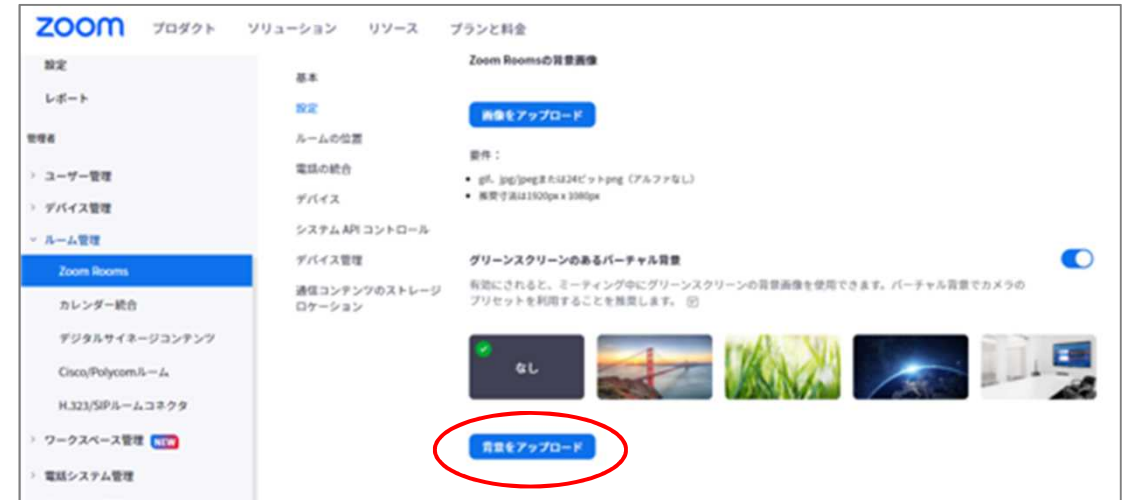 zoom プロダクト ソリューション リソース プランと料金
設定
レポート
管理者
ユーザー管理
デバイス管理
ルーム管理
Zoom Rooms
カレンダー統合
デジタルサイネージコンテンツ
Cisco/Polycomルーム
H.323/SIPルームコネクタ
ワークスペース管理 NEW
電話システム管理
基本
設定
ルームの位置
電話の統合
デバイス
システム API コントロール
デバイス管理
通信コンテンツのストレージ
ロケーション
Zoom Roomsの背景画像
画像をアップロード
要件：
• gif、jpg/jpegまたは24ビットpng（アルファなし）
• 推奨寸法は1920px x 1080px
グリーンスクリーンのあるバーチャル背景
有効にされると、ミーティング中にグリーンスクリーンの背景画像を使用できます。バーチャル背景でカメラの
プリセットを利用することを推奨します。
なし
背景をアップロード